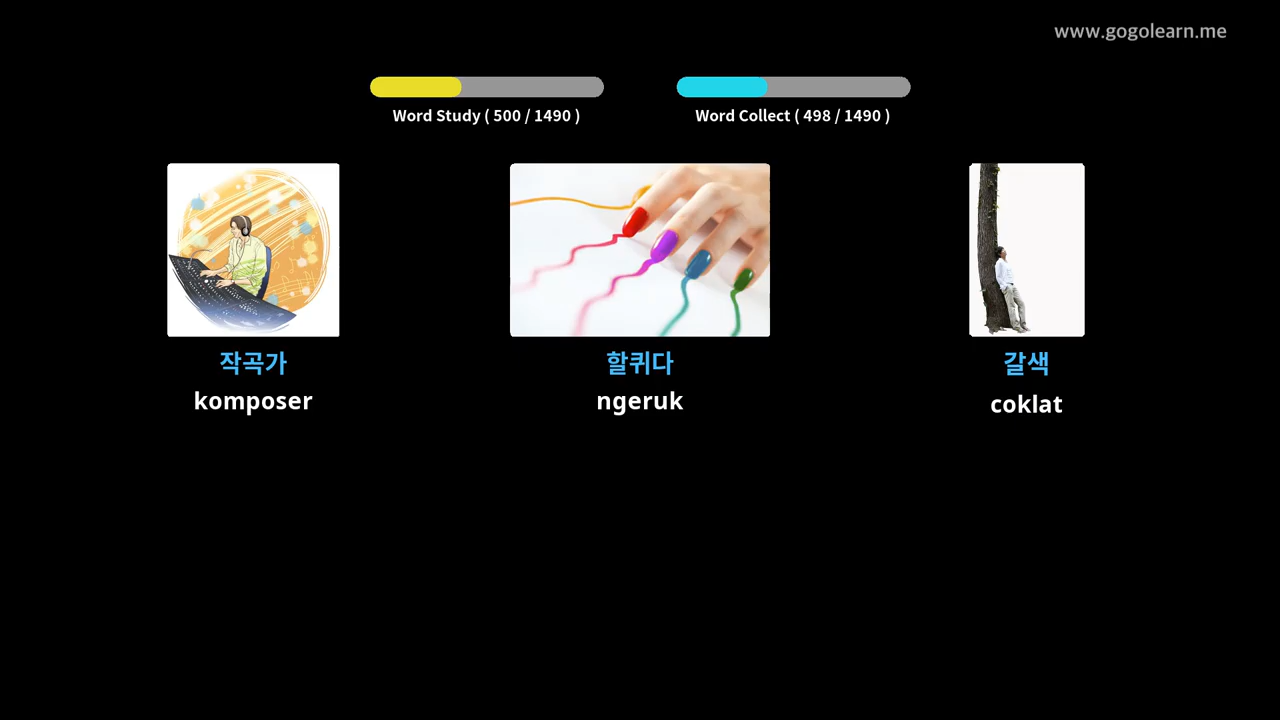 www.gogolearn.me
Word Study ( 500 / 1490 )
Word Collect ( 498 / 1490 )
작곡가
할퀴다
갈색
komposer
ngeruk
coklat